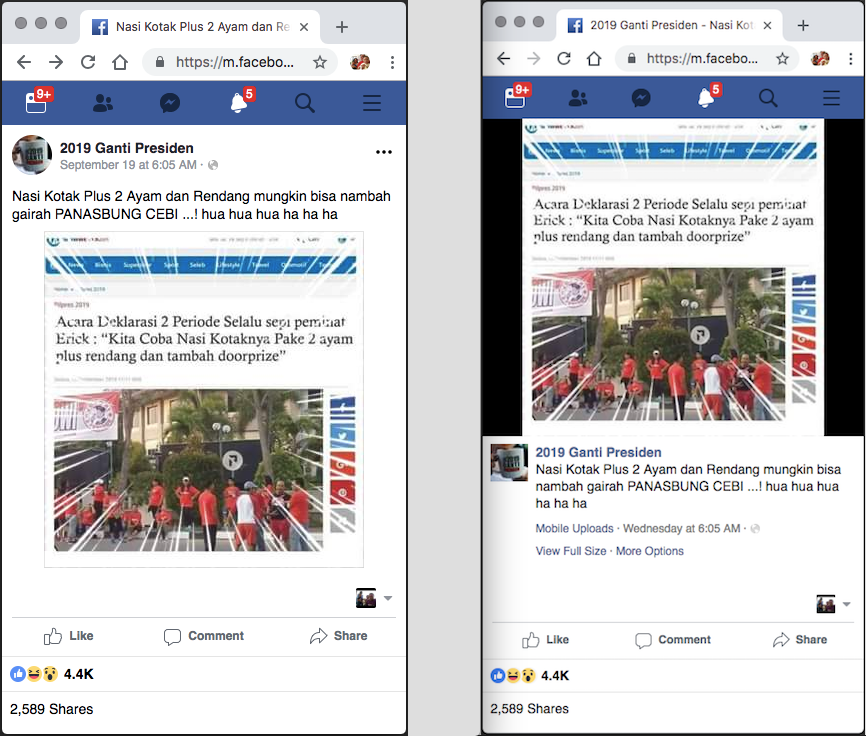 Nasi Kotak Plus 2 Ayam dan Re
https://m.facebo...
9+
5
2019 Ganti Presiden
September 19 at 6:05 AM ·
Nasi Kotak Plus 2 Ayam dan Rendang mungkin bisa nambah
gairah PANASBUNG CEBI ...! hua hua hua ha ha ha
News Bisnis Superskor Sport Seleb Lifestyle Travel Otomotif
Pilpres 2019
Acara Deklarasi 2 Periode Selalu sepi peminat
Erick : “Kita Coba Nasi Kotaknya Pake 2 ayam
plus rendang dan tambah doorprize”
Like Comment Share
4.4K
2,589 Shares
2019 Ganti Presiden - Nasi Kot
https://m.facebo...
9+
5
News Bisnis Superskor Sport Seleb Lifestyle Travel Otomotif
Pilpres 2019
Acara Deklarasi 2 Periode Selalu sepi peminat
Erick : “Kita Coba Nasi Kotaknya Pake 2 ayam
plus rendang dan tambah doorprize”
2019 Ganti Presiden
Nasi Kotak Plus 2 Ayam dan Rendang mungkin bisa
nambah gairah PANASBUNG CEBI ...! hua hua hua
ha ha ha
Mobile Uploads · Wednesday at 6:05 AM ·
View Full Size · More Options
Like Comment Share
4.4K
2,589 Shares